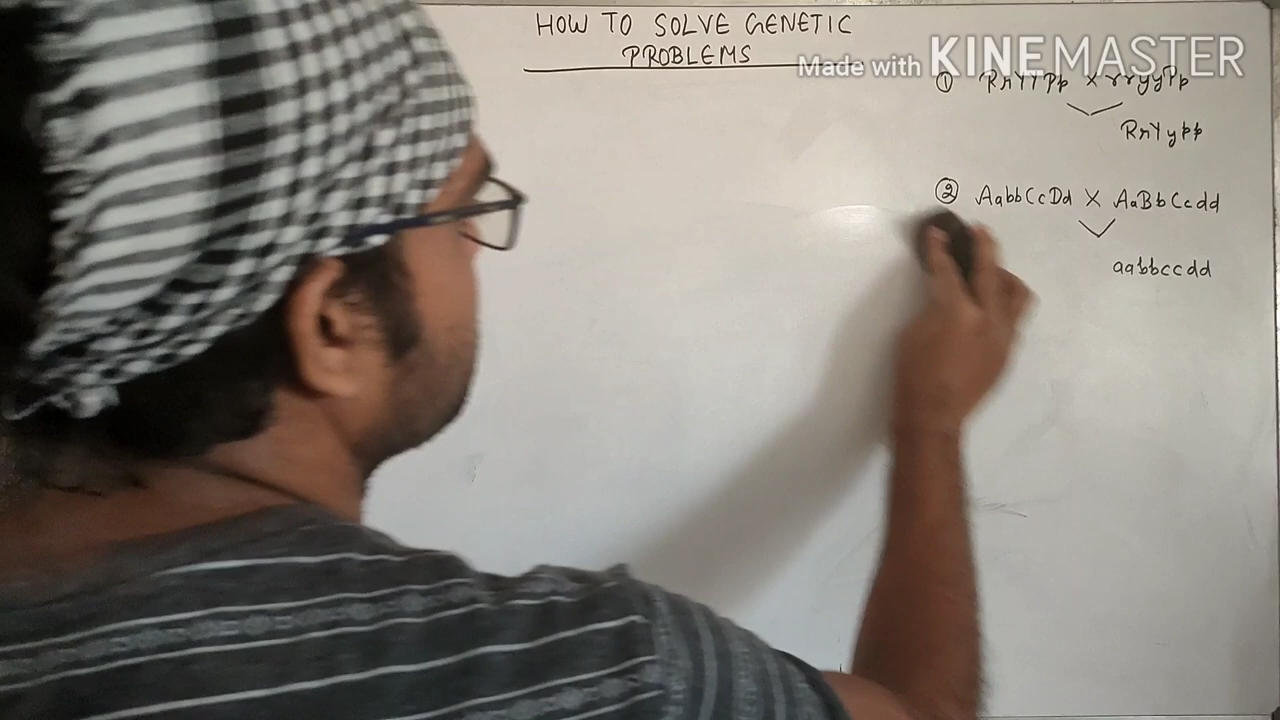 HOW TO SOLVE GENETIC
PROBLEMS
Made with KINEMASTER
① RrYYPp X rryyPp
RrYypp
② AabbCcDd X AaBbCcdd
aabbccdd